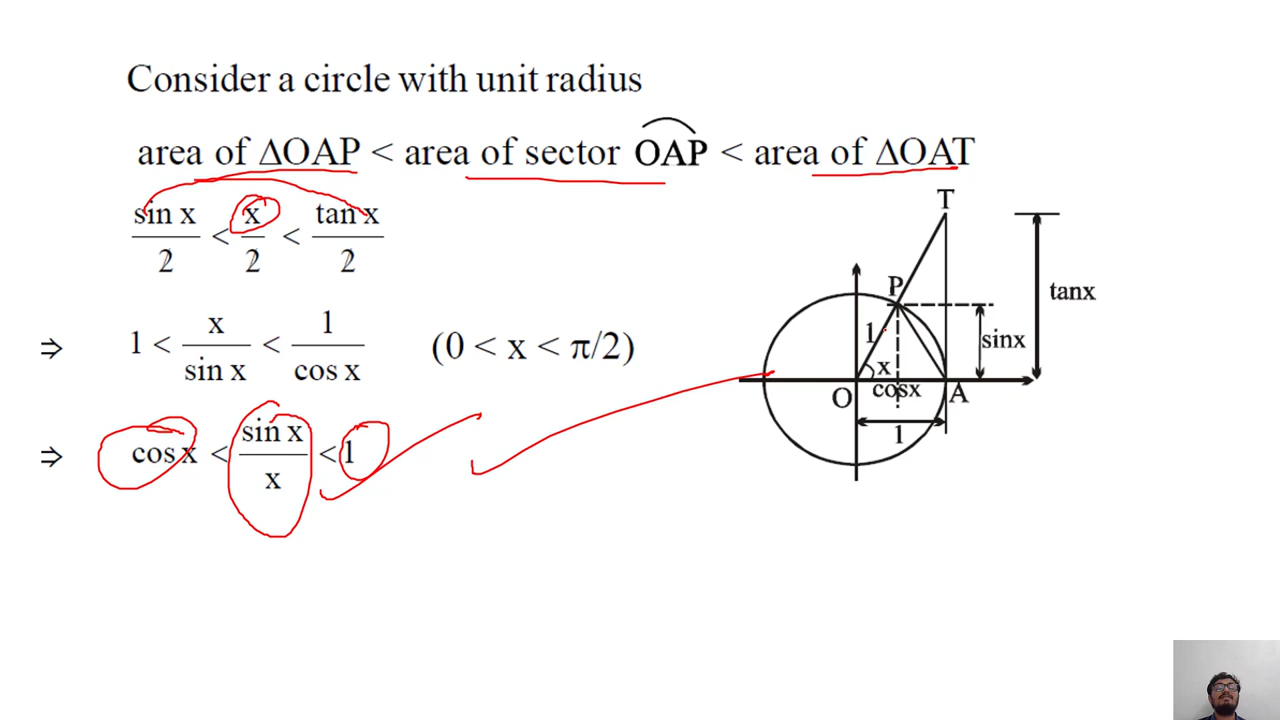 Consider a circle with unit radius
area of ΔOAP < area of sector OAP < area of ΔOAT
sin x / 2 < x / 2 < tan x / 2
⇒ 1 < x / sin x < 1 / cos x (0 < x < π/2)
⇒ cos x < sin x / x < 1
T
P
tanx
1
sinx
x
O
cosx
A
1